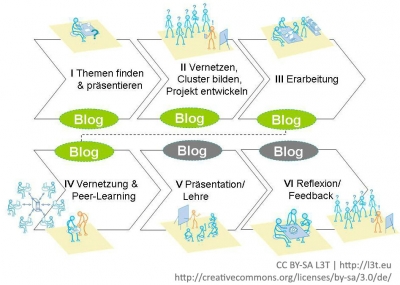 I Themen finden
& präsentieren
II Vernetzen,
Cluster bilden,
Projekt entwickeln
III Erarbeitung
Blog
Blog
Blog
Blog
Blog
Blog
IV Vernetzung &
Peer-Learning
V Präsentation/
Lehre
VI Reflexion/
Feedback
CC BY-SA L3T | http://l3t.eu
http://creativecommons.org/licenses/by-sa/3.0/de/